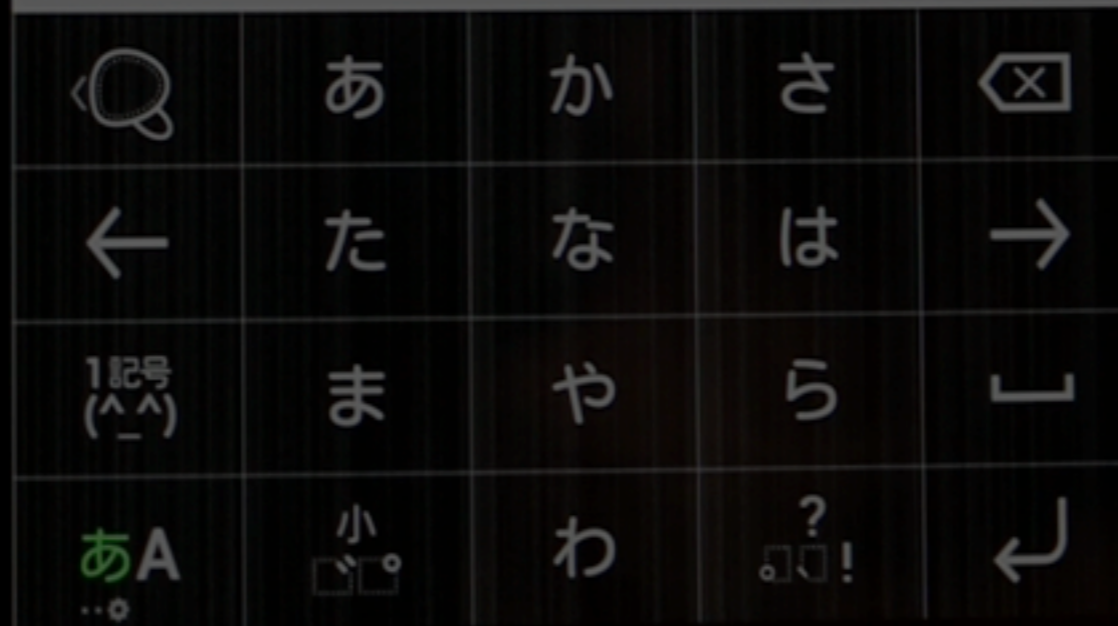 あ か さ
た な は
1記号 ま や ら
(^_^)
あA 小 わ ?
゛゜ 。、!